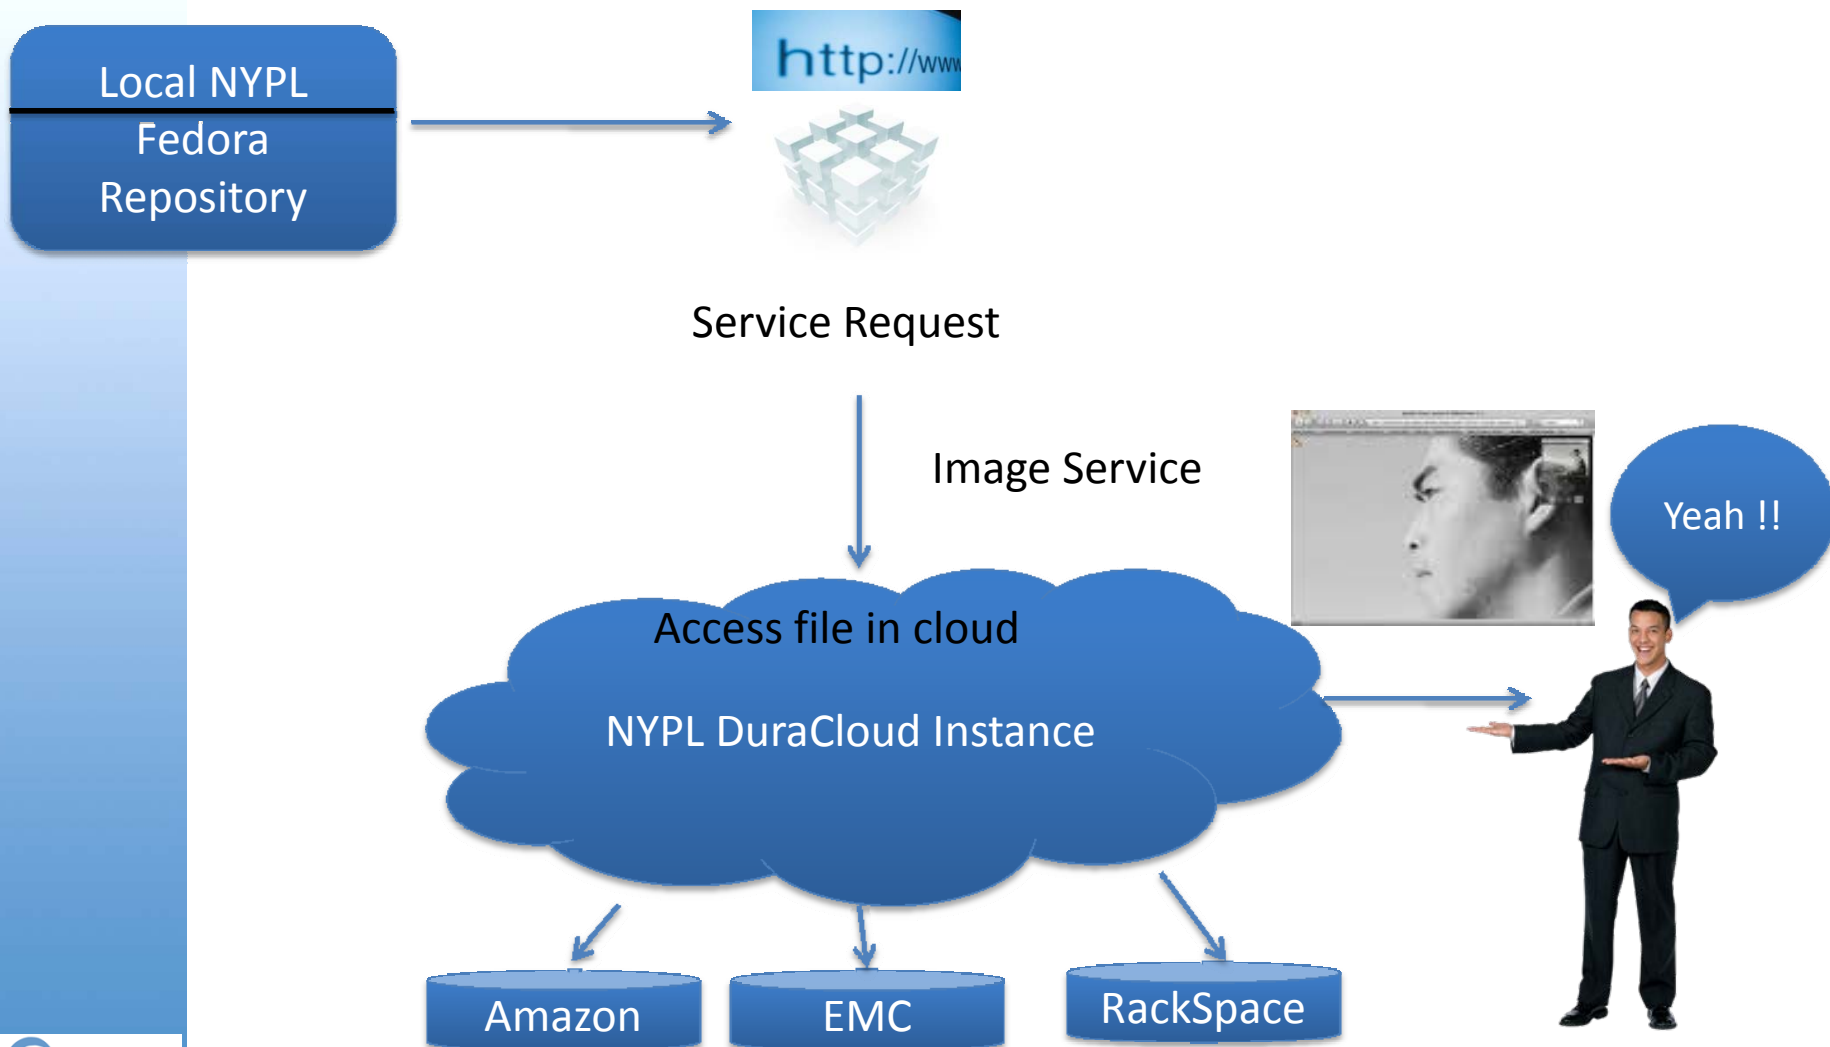 Local NYPL
Fedora
Repository
http://www
Service Request
Image Service
Yeah !!
Access file in cloud
NYPL DuraCloud Instance
Amazon
EMC
RackSpace